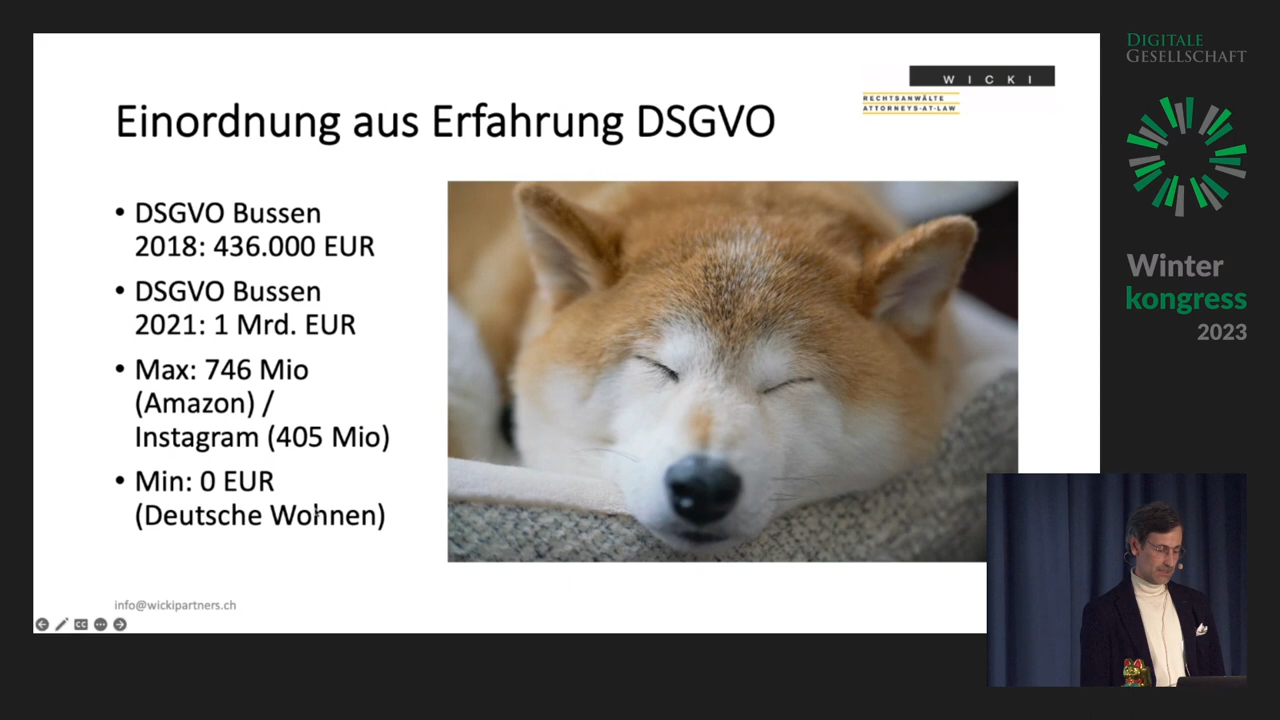 Einordnung aus Erfahrung DSGVO
WICKI
RECHTSANWÄLTE
ATTORNEYS-AT-LAW
• DSGVO Bussen
2018: 436.000 EUR
• DSGVO Bussen
2021: 1 Mrd. EUR
• Max: 746 Mio
(Amazon) /
Instagram (405 Mio)
• Min: 0 EUR
(Deutsche Wohnen)
info@wickipartners.ch
CC
DIGITALE
GESELLSCHAFT
Winter
kongress
2023